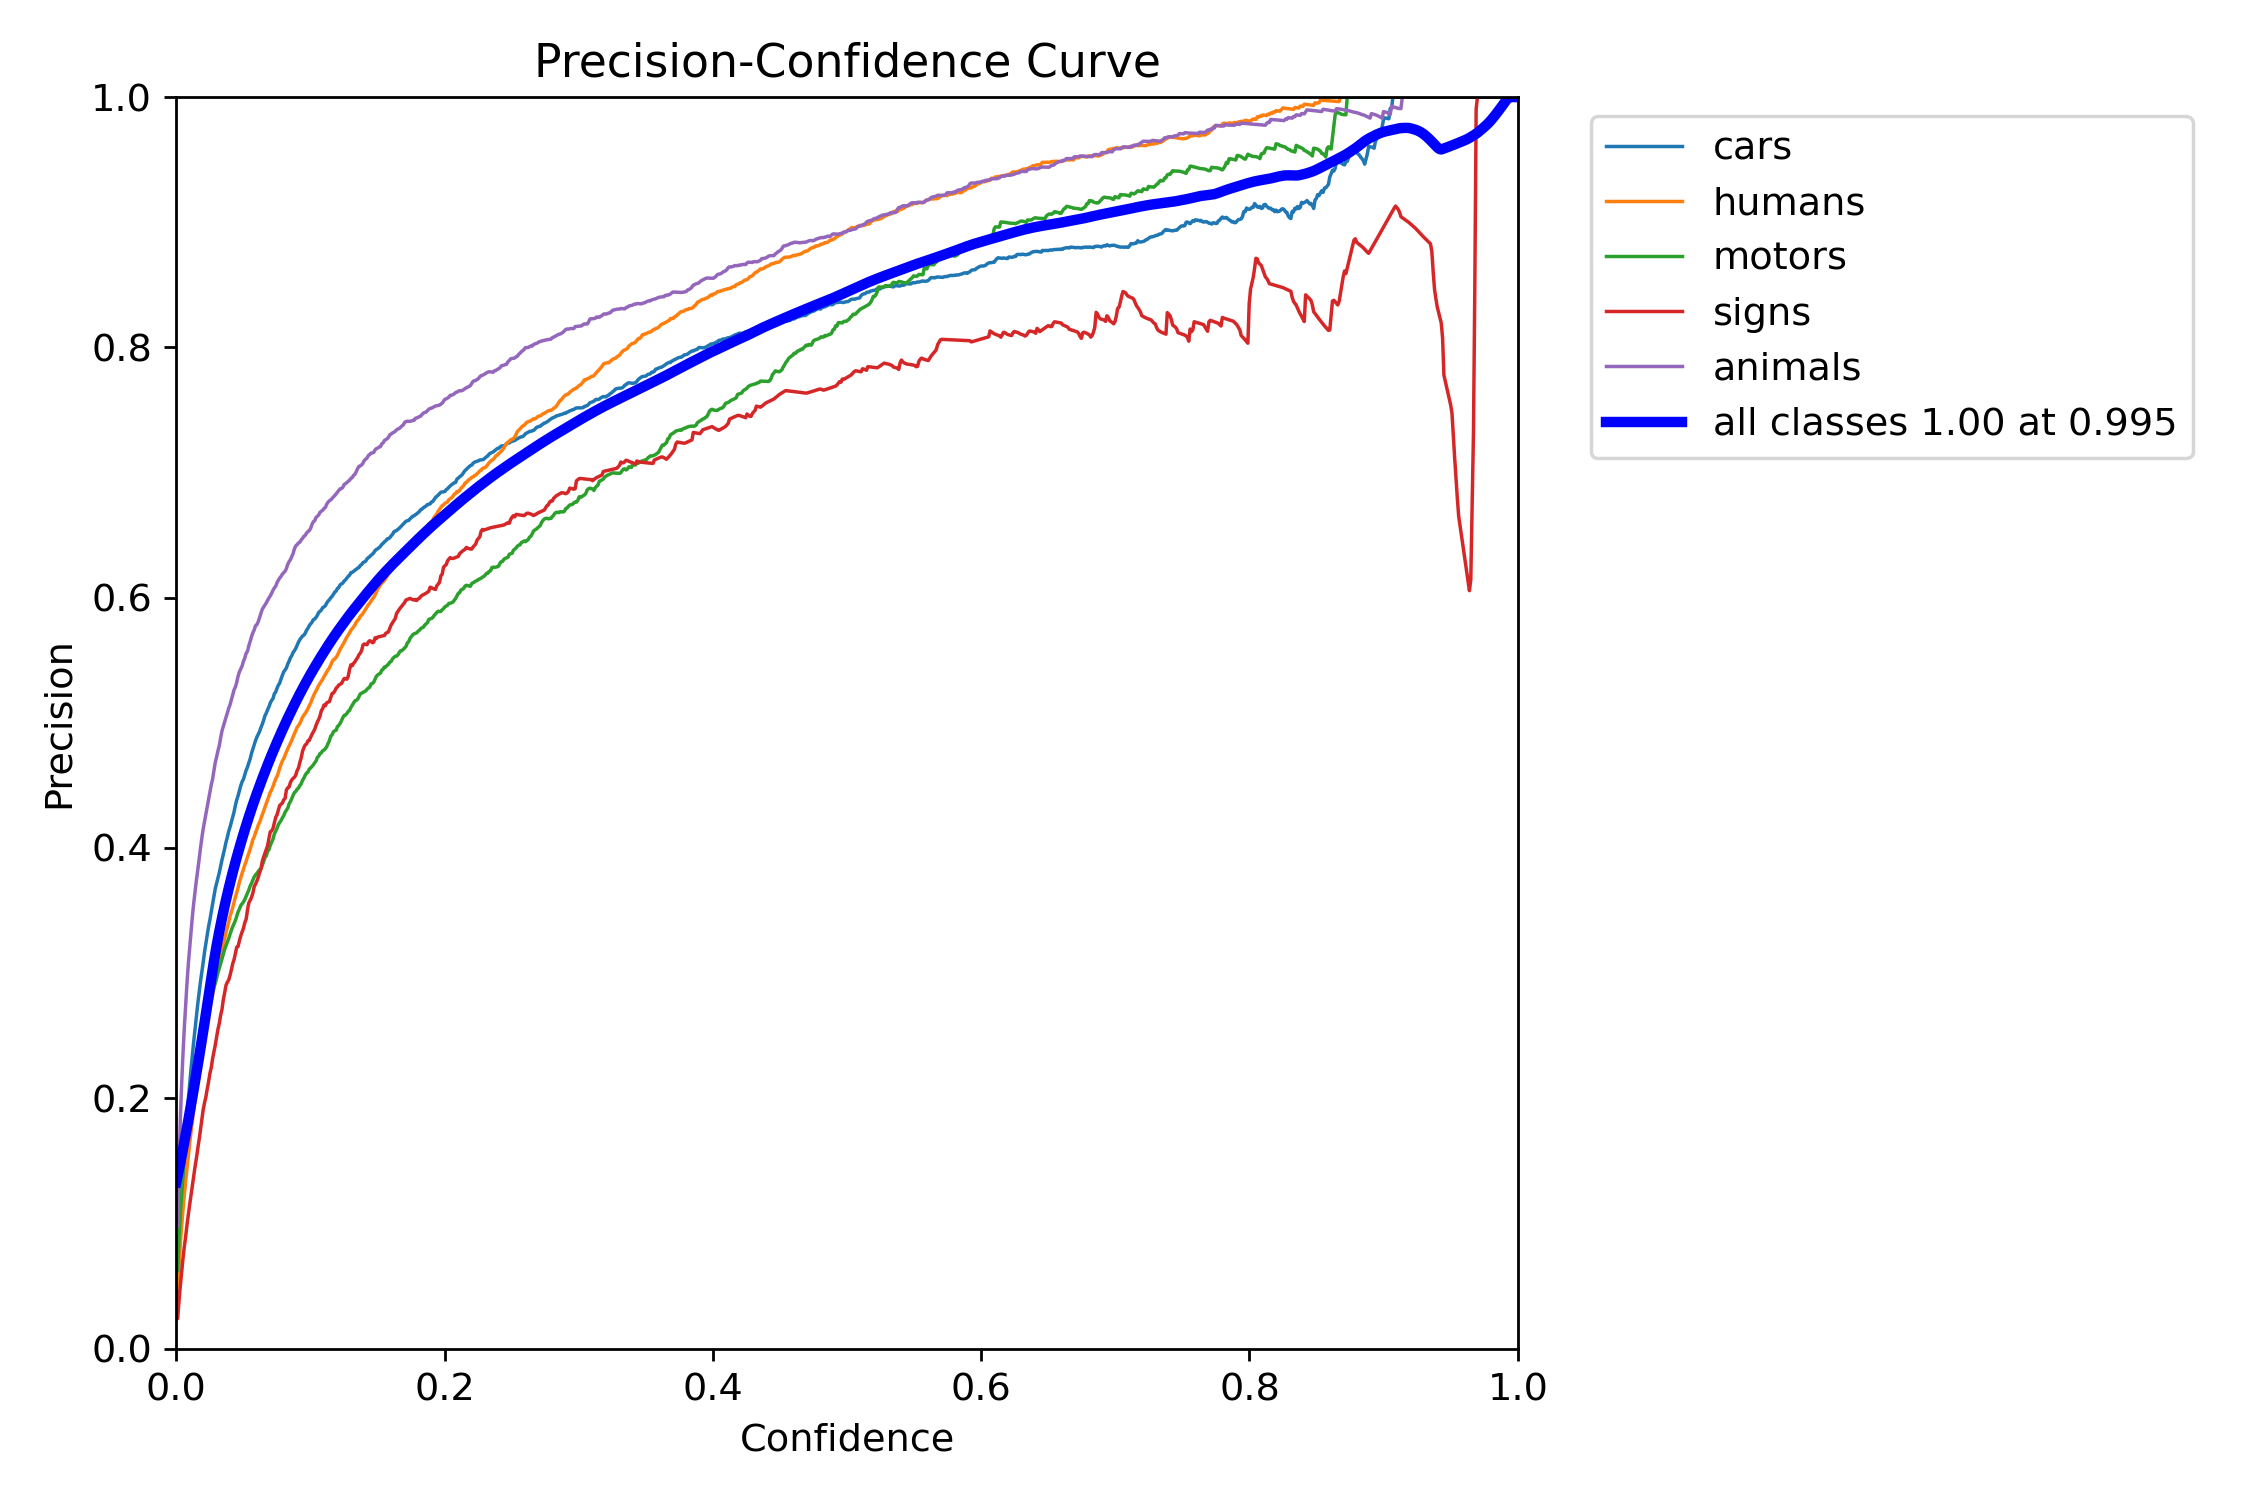 Precision-Confidence Curve
1.0
0.8
0.6
0.4
0.2
0.0
Precision
0.0 0.2 0.4 0.6 0.8 1.0
Confidence
cars
humans
motors
signs
animals
all classes 1.00 at 0.995